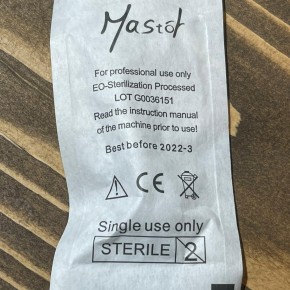 Mastor
For professional use only
EO-Sterilization Processed
LOT G0036151
Read the instruction manual
of the machine prior to use!
Best before 2022-3
CE
Single use only
STERILE 2